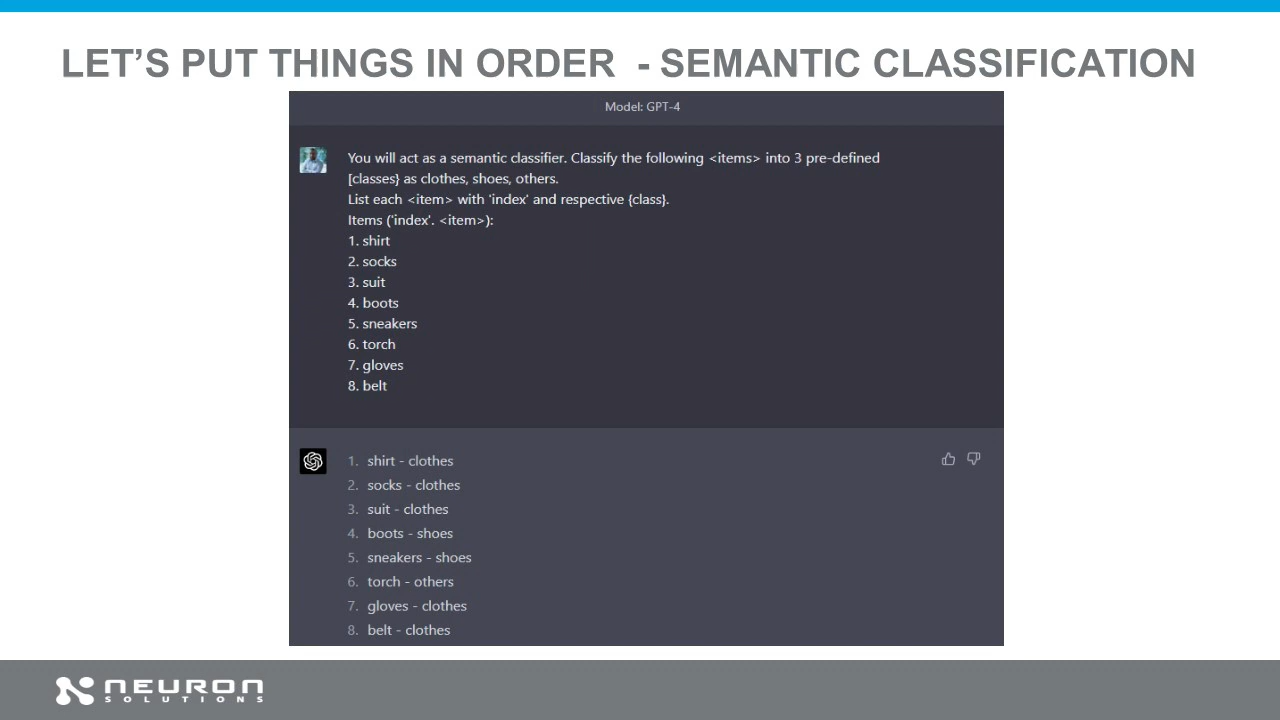 LET'S PUT THINGS IN ORDER - SEMANTIC CLASSIFICATION
Model: GPT-4
You will act as a semantic classifier. Classify the following <items> into 3 pre-defined
[classes} as clothes, shoes, others.
List each <item> with 'index' and respective {class}.
Items ('index'. <item>):
1. shirt
2. socks
3. suit
4. boots
5. sneakers
6. torch
7. gloves
8. belt
1. shirt - clothes
2. socks - clothes
3. suit - clothes
4. boots - shoes
5. sneakers - shoes
6. torch - others
7. gloves - clothes
8. belt - clothes
NEURON
SOLUTIONS